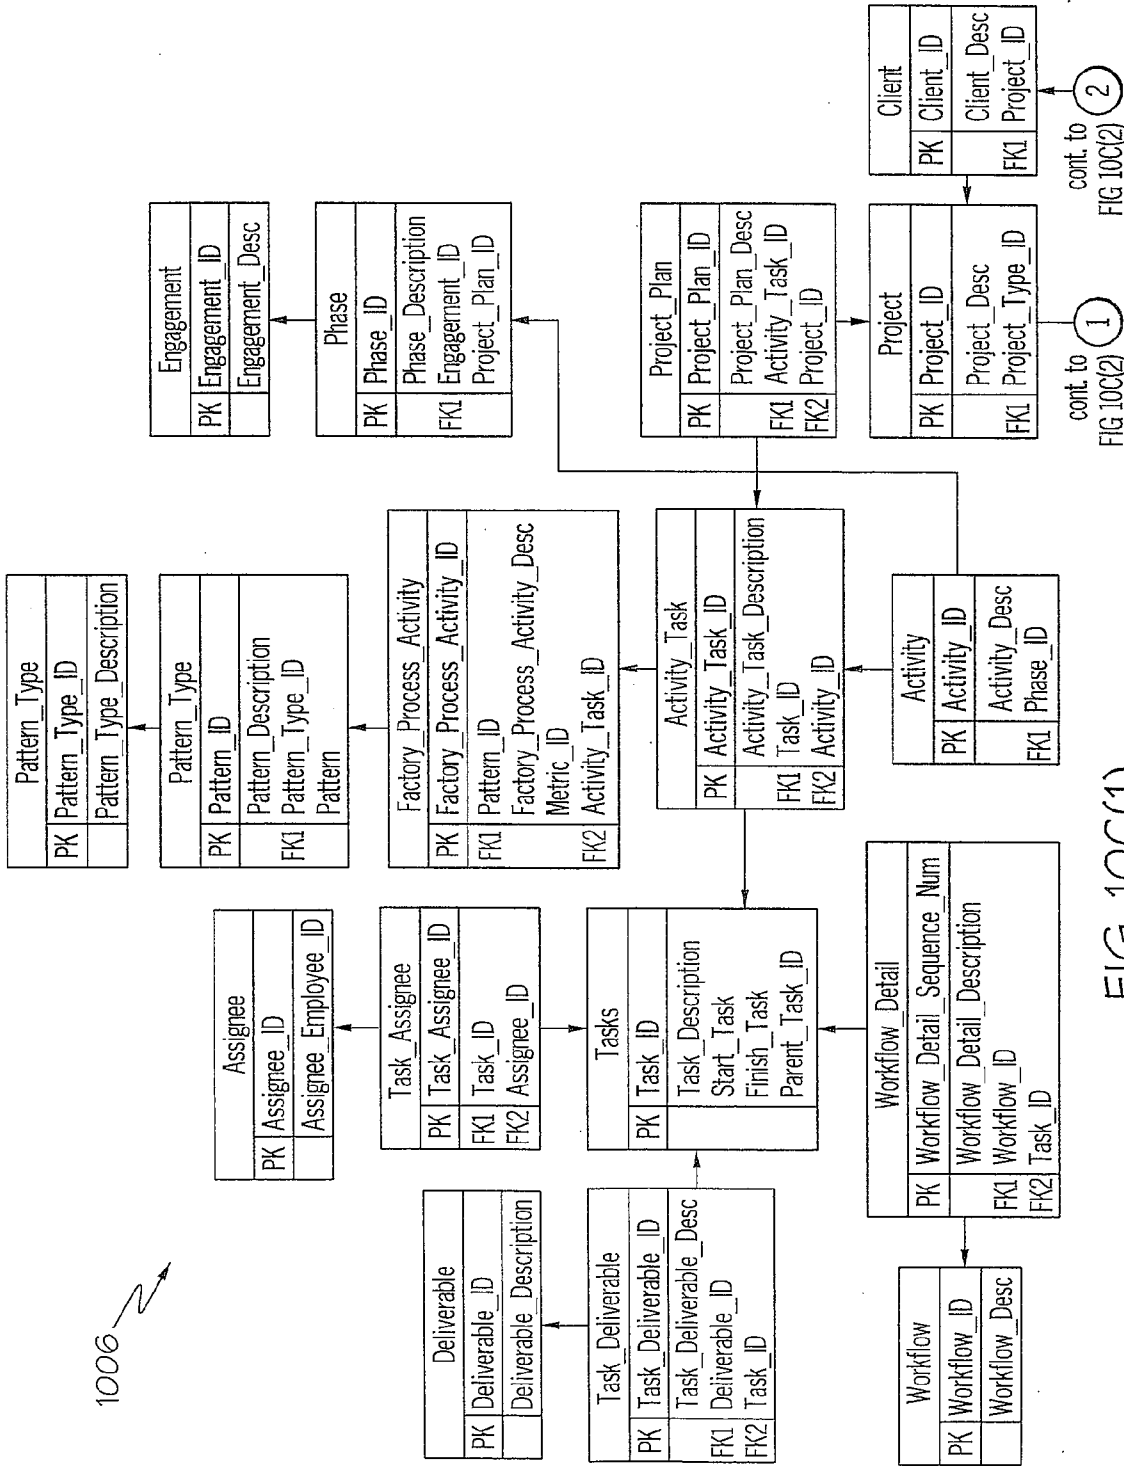 1006
Pattern_Type
PK Pattern_Type_ID
Pattern_Type_Description
Pattern_Type
PK Pattern_ID
Pattern_Description
FK1 Pattern_Type_ID
Pattern
Factory_Process_Activity
PK Factory_Process_Activity_ID
FK1 Pattern_ID
Factory_Process_Activity_Desc
Metric_ID
FK2 Activity_Task_ID
Engagement
PK Engagement_ID
Engagement_Desc
Phase
PK Phase_ID
Phase_Description
FK1 Engagement_ID
Project_Plan_ID
Assignee
PK Assignee_ID
Assignee_Employee_ID
Task_Assignee
PK Task_Assignee_ID
FK1 Task_ID
FK2 Assignee_ID
Deliverable
PK Deliverable_ID
Deliverable_Description
Task_Deliverable
PK Task_Deliverable_ID
Task_Deliverable_Desc
FK1 Deliverable_ID
FK2 Task_ID
Tasks
PK Task_ID
Task_Description
Start_Task
Finish_Task
Parent_Task_ID
Activity_Task
PK Activity_Task_ID
Activity_Task_Description
FK1 Task_ID
FK2 Activity_ID
Project_Plan
PK Project_Plan_ID
Project_Plan_Desc
FK1 Activity_Task_ID
FK2 Project_ID
Workflow
PK Workflow_ID
Workflow_Desc
Workflow_Detail
PK Workflow_Detail_Sequence_Num
Workflow_Detail_Description
FK1 Workflow_ID
FK2 Task_ID
Activity
PK Activity_ID
Activity_Desc
FK1 Phase_ID
Project
PK Project_ID
Project_Desc
FK1 Project_Type_ID
Client
PK Client_ID
Client_Desc
FK1 Project_ID
cont. to
FIG 10C(2)
1
cont. to
FIG 10C(2)
2
FIG. 10C(1)